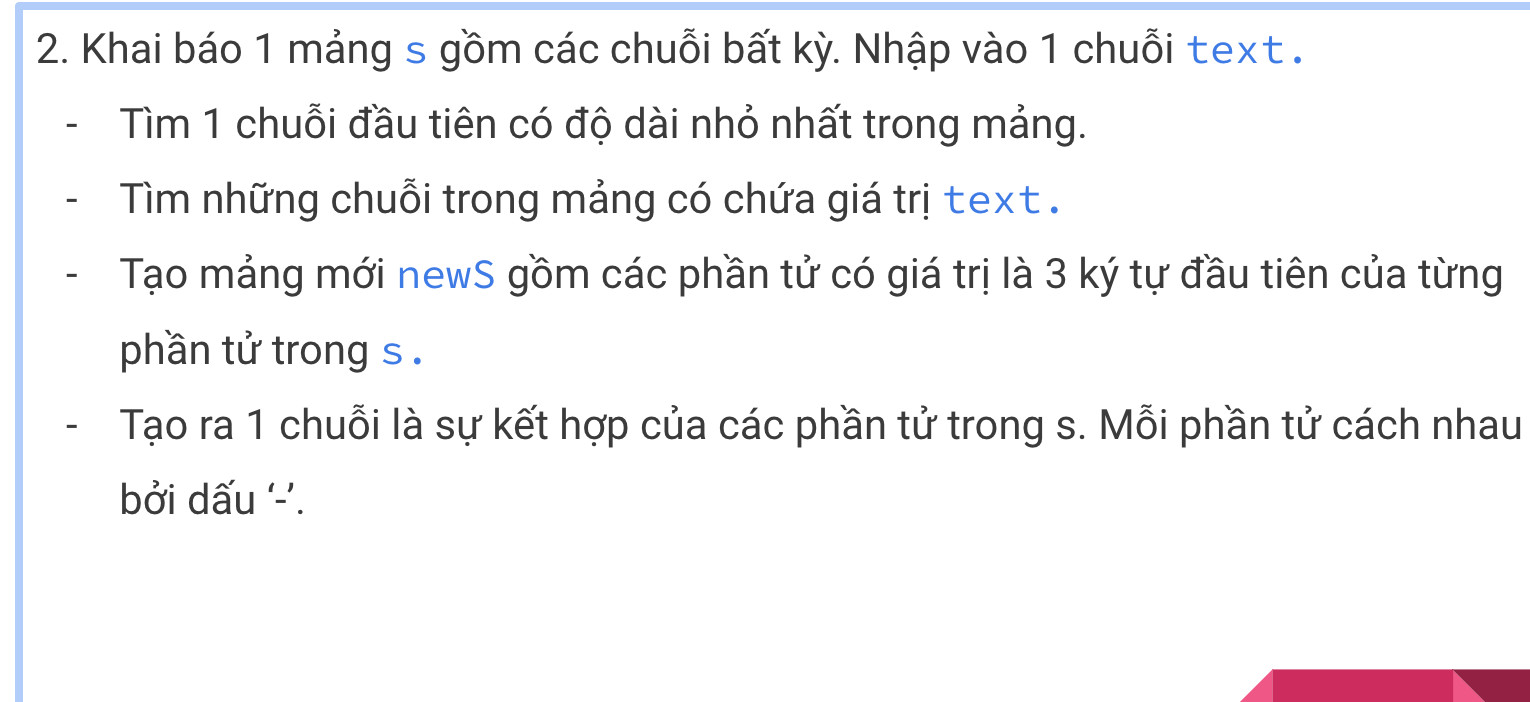 2. Khai báo 1 mảng s gồm các chuỗi bất kỳ. Nhập vào 1 chuỗi text.
- Tìm 1 chuỗi đầu tiên có độ dài nhỏ nhất trong mảng.
- Tìm những chuỗi trong mảng có chứa giá trị text.
- Tạo mảng mới newS gồm các phần tử có giá trị là 3 ký tự đầu tiên của từng
phần tử trong s.
- Tạo ra 1 chuỗi là sự kết hợp của các phần tử trong s. Mỗi phần tử cách nhau
bởi dấu ‘-’.